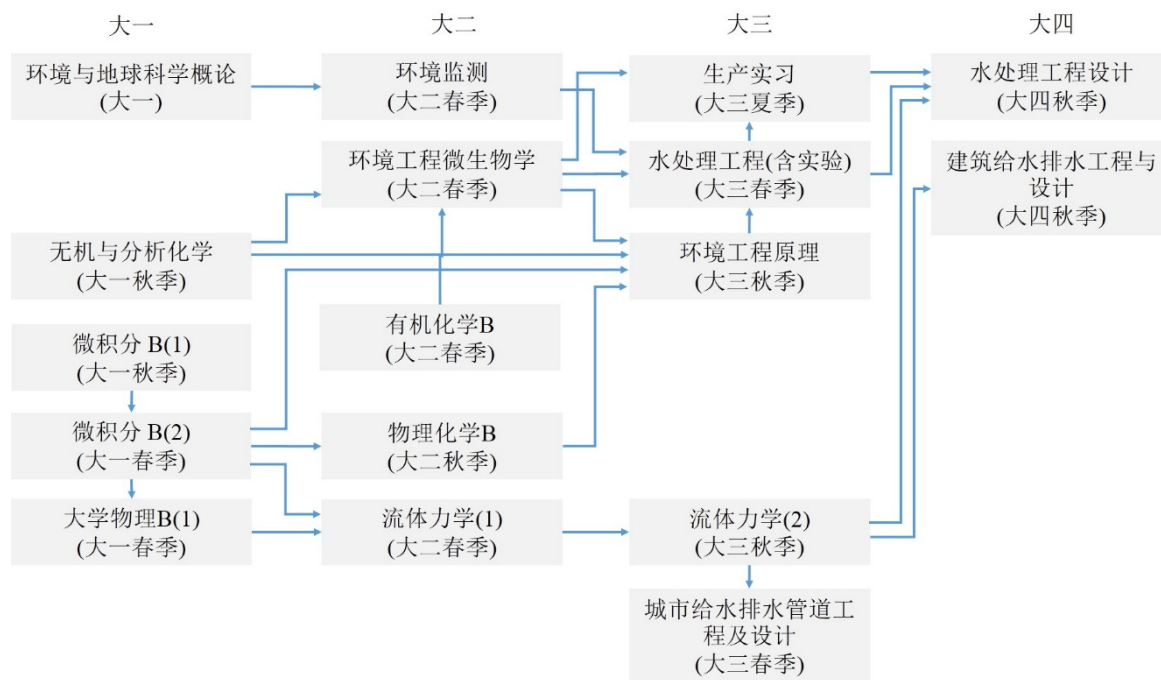 大一
大二
大三
大四
环境与地球科学概论
(大一)
环境监测
(大二春季)
生产实习
(大三夏季)
水处理工程设计
(大四秋季)
环境工程微生物学
(大二春季)
水处理工程(含实验)
(大三春季)
建筑给水排水工程与
设计
(大四秋季)
无机与分析化学
(大一秋季)
环境工程原理
(大三秋季)
微积分 B(1)
(大一秋季)
有机化学B
(大二春季)
微积分 B(2)
(大一春季)
物理化学B
(大二秋季)
大学物理B(1)
(大一春季)
流体力学(1)
(大二春季)
流体力学(2)
(大三秋季)
城市给水排水管道工
程及设计
(大三春季)